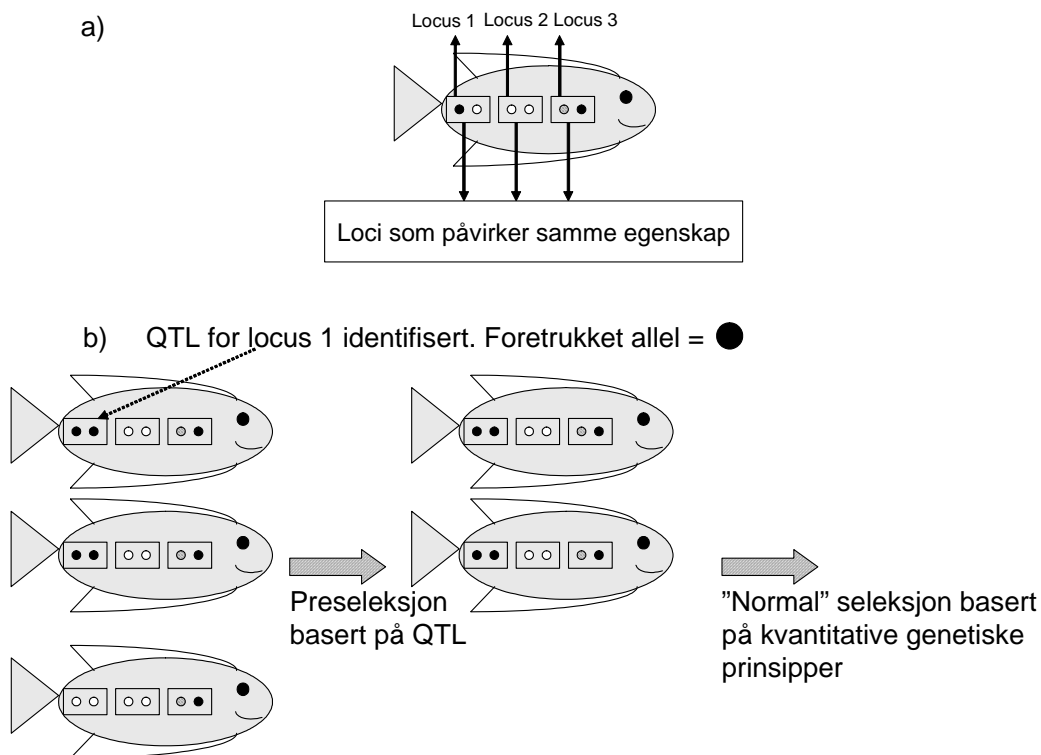 a)
Locus 1 Locus 2 Locus 3
Loci som påvirker samme egenskap
b) QTL for locus 1 identifisert. Foretrukket allel =
Preseleksjon
basert på QTL
”Normal” seleksjon basert
på kvantitative genetiske
prinsipper